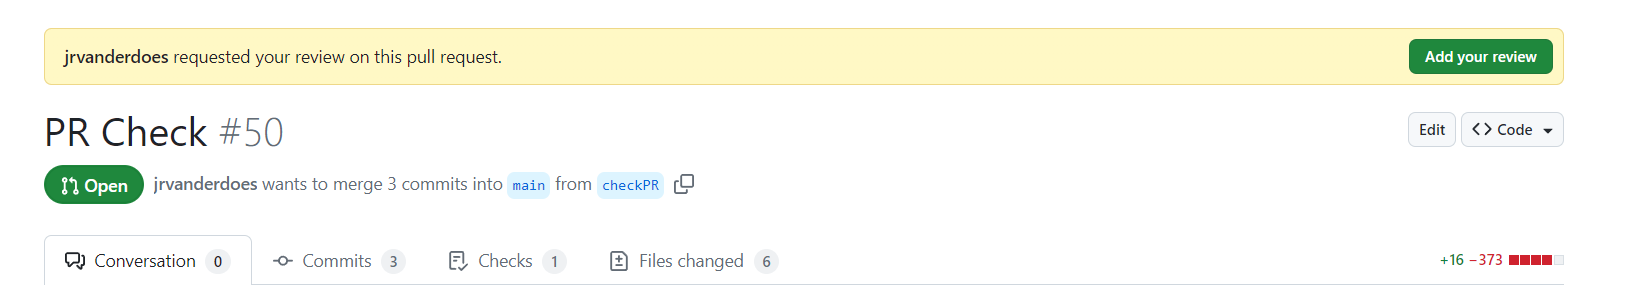 jrvanderdoes requested your review on this pull request.
Add your review
PR Check #50
Edit
Code
Open
jrvanderdoes wants to merge 3 commits into main from checkPR
Conversation 0
Commits 3
Checks 1
Files changed 6
+16 −373